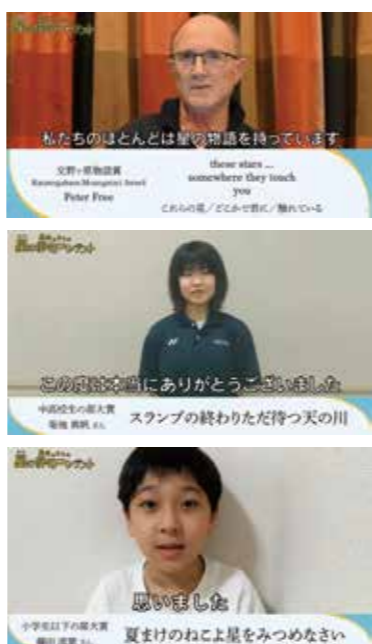 私たちのほとんどは星の物語を持っています
交野ヶ原物語賞
Peter Free
these stars ...
somewhere they touch
you
これらの星／どこかで君に／触れている
この度は本当にありがとうございました
中高校生の部大賞
スランプの終わりただ待つ天の川
思いました
小学生以下の部大賞
夏まけのねこよ星をみつめなさい